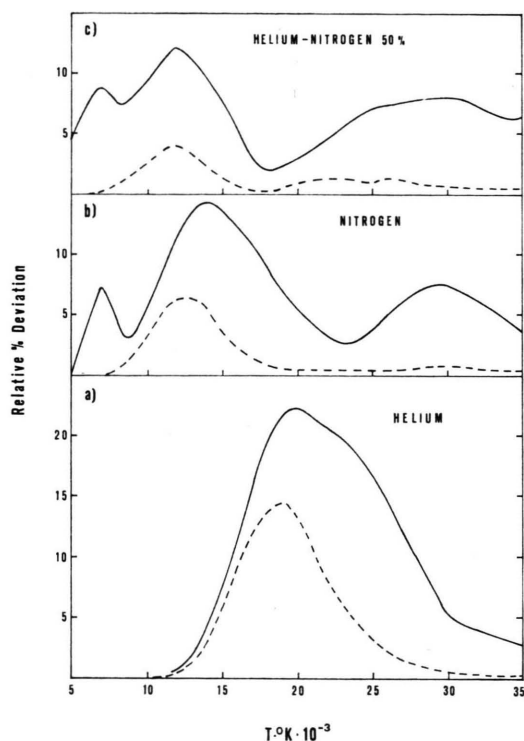 c)
HELIUM-NITROGEN 50%
10
5
b)
NITROGEN
10
5
a)
HELIUM
20
15
10
5
5 10 15 20 25 30 35
Relative % Deviation
T·°K·10⁻³